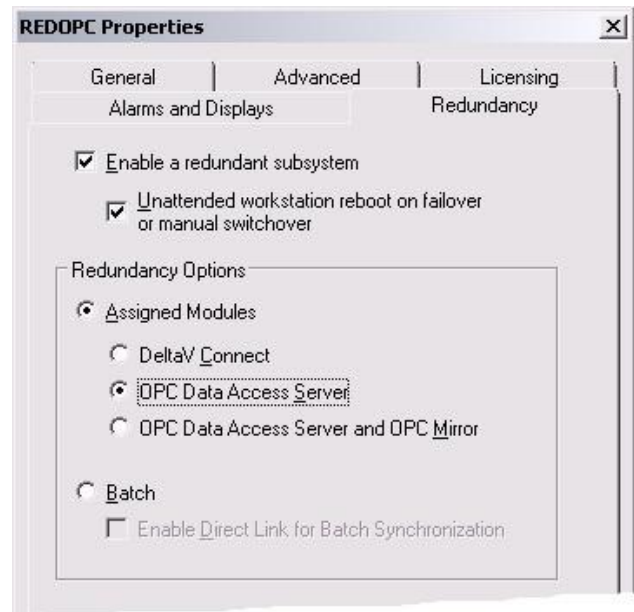 REDOPC Properties
General Advanced Licensing
Alarms and Displays Redundancy
Enable a redundant subsystem
Unattended workstation reboot on failover
or manual switchover
Redundancy Options
Assigned Modules
DeltaV Connect
OPC Data Access Server
OPC Data Access Server and OPC Mirror
Batch
Enable Direct Link for Batch Synchronization